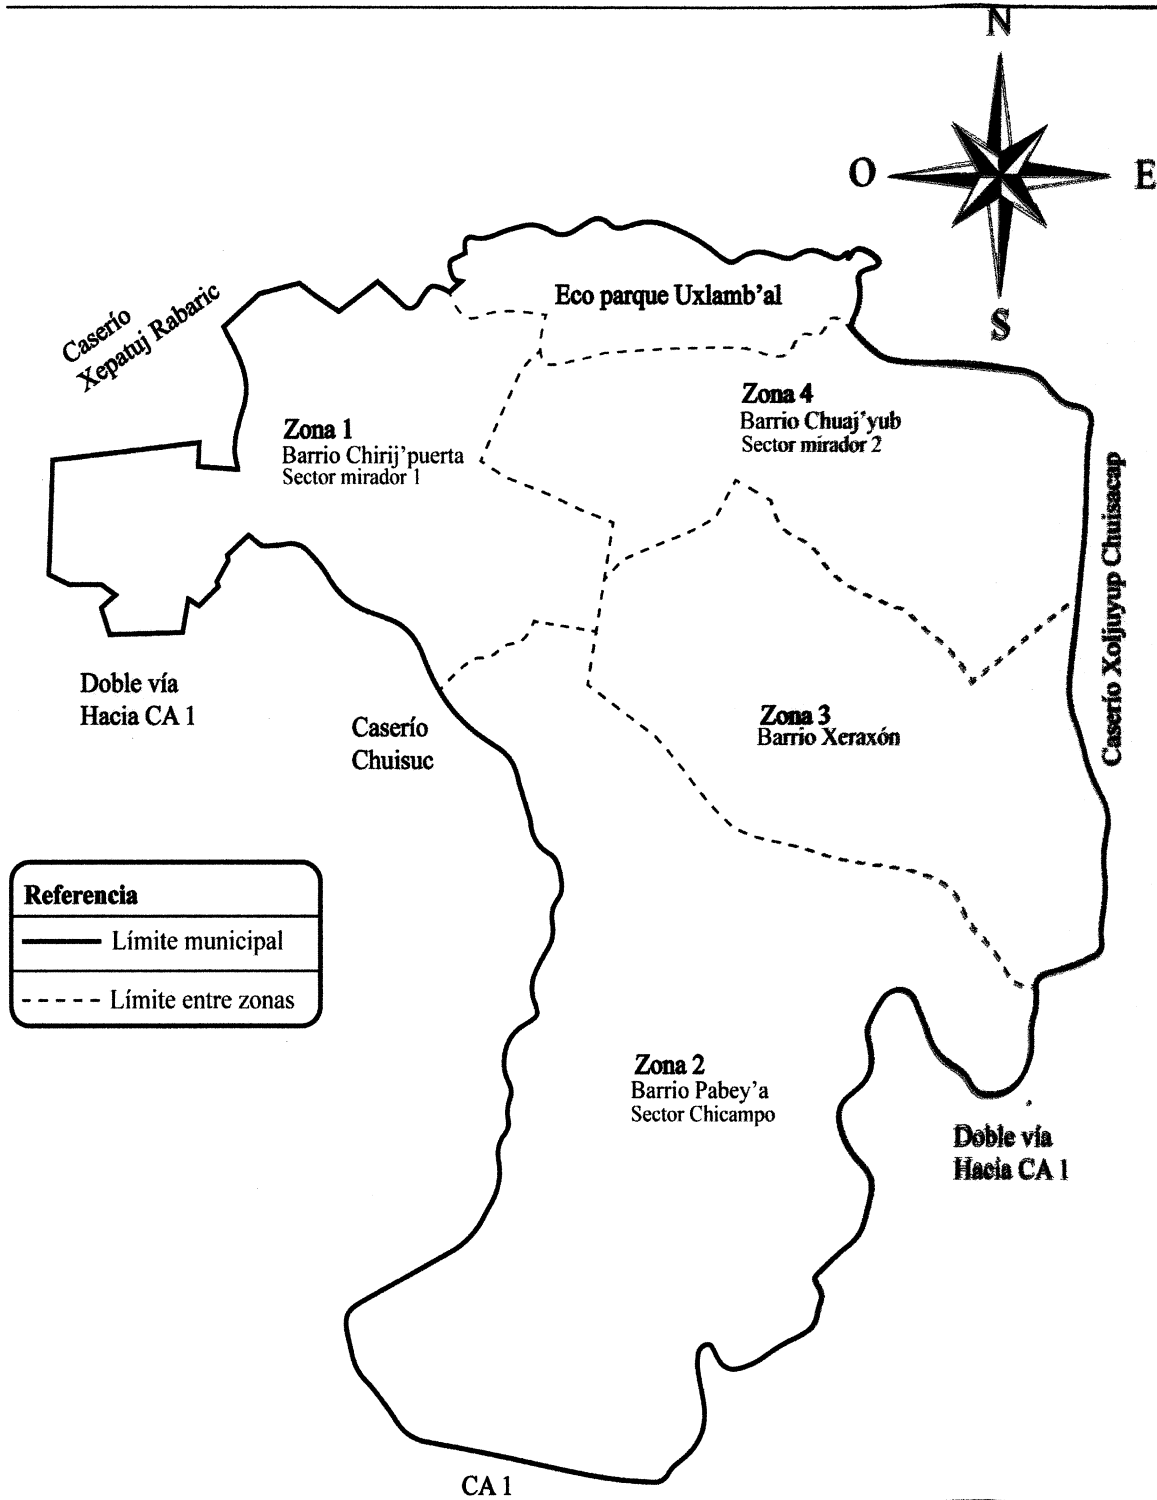 N
O
E
S
Caserío
Xepatuj Rabaric
Eco parque Uxlamb'al
Zona 1
Barrio Chirij'puerta
Sector mirador 1
Zona 4
Barrio Chuaj'yub
Sector mirador 2
Caserío Xoljuyup Chuisacap
Doble vía
Hacia CA 1
Caserío
Chuisuc
Zona 3
Barrio Xeraxón
Referencia
Límite municipal
Límite entre zonas
Zona 2
Barrio Pabey'a
Sector Chicampo
Doble vía
Hacia CA 1
CA 1